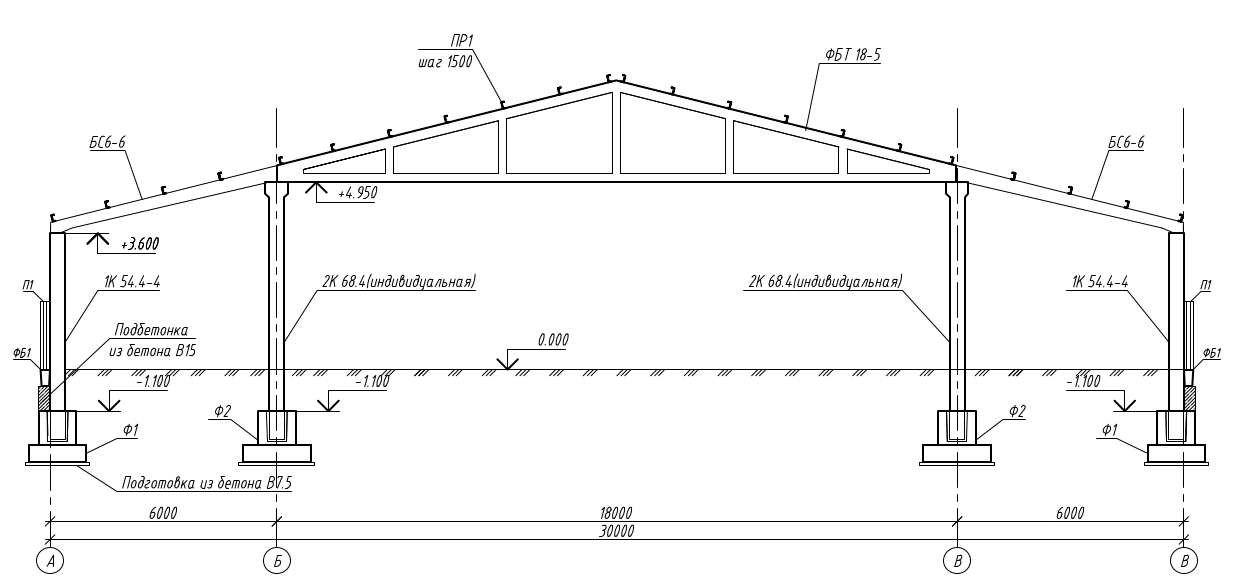 ПР1
шаг 1500
ФБТ 18-5
БС6-6
БС6-6
+4.950
+3.600
П1
1К 54.4-4
2К 68.4(индивидуальная)
2К 68.4(индивидуальная)
1К 54.4-4
П1
Подбетонка
из бетона В15
0.000
ФБ1
ФБ1
-1.100
-1.100
-1.100
Ф1
Ф2
Ф2
Ф1
Подготовка из бетона В7.5
6000
18000
6000
30000
А
Б
В
В